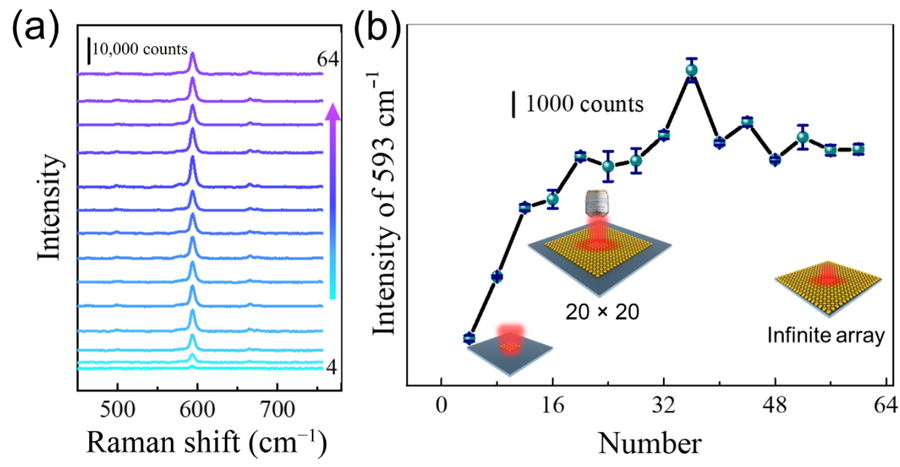 (a)
10,000 counts
64
4
Intensity
500 600 700
Raman shift (cm⁻¹)
(b)
1000 counts
Intensity of 593 cm⁻¹
20 × 20
Infinite array
0 16 32 48 64
Number